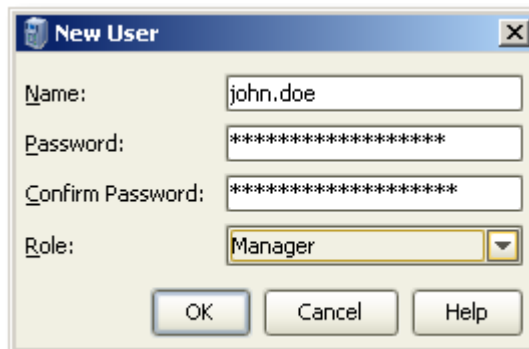 New User
Name: john.doe
Password: ******************
Confirm Password: *******************
Role: Manager
OK Cancel Help